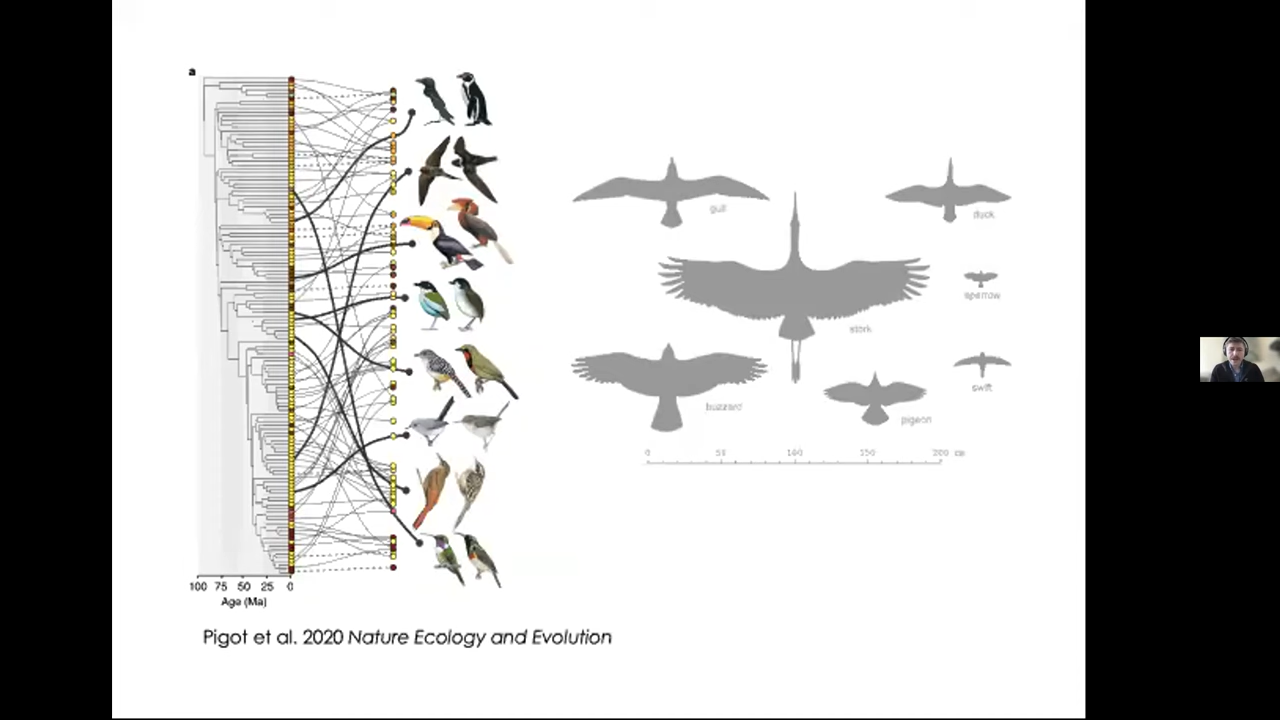 a
gull
duck
sparrow
stork
swift
buzzard
pigeon
0 50 100 150 200 cm
100 75 50 25 0
Age (Ma)
Pigot et al. 2020 Nature Ecology and Evolution